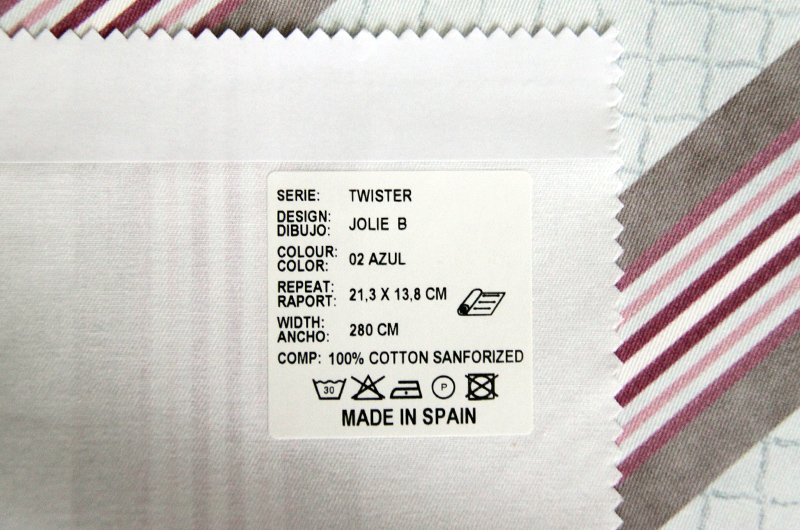 SERIE: TWISTER
DESIGN:
DIBUJO: JOLIE B
COLOUR:
COLOR: 02 AZUL
REPEAT:
RAPORT: 21,3 X 13,8 CM
WIDTH:
ANCHO: 280 CM
COMP: 100% COTTON SANFORIZED
30 P
MADE IN SPAIN